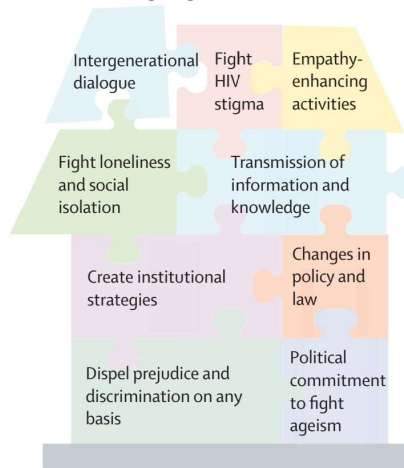 Intergenerational
dialogue
Fight
HIV
stigma
Empathy-
enhancing
activities
Fight loneliness
and social
isolation
Transmission of
information and
knowledge
Create institutional
strategies
Changes in
policy and
law
Dispel prejudice and
discrimination on any
basis
Political
commitment
to fight
ageism